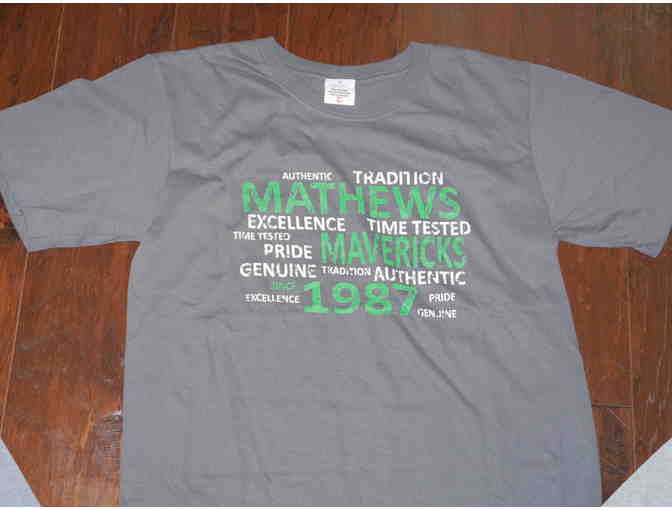 AUTHENTIC TRADITION
MATHEWS
EXCELLENCE TIME TESTED
TIME TESTED
PRIDE MAVERICKS
GENUINE TRADITION AUTHENTIC
SINCE
EXCELLENCE 1987 PRIDE
GENUINE